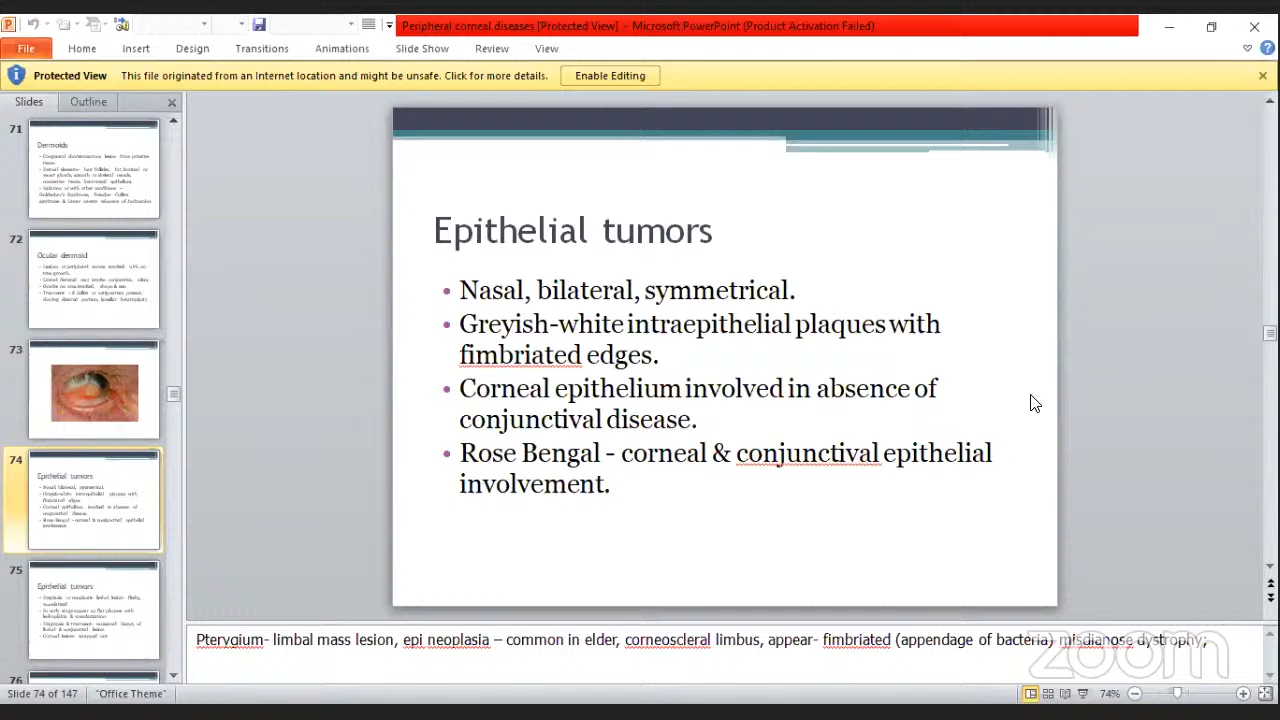 Peripheral corneal diseases [Protected View] - Microsoft PowerPoint (Product Activation Failed)
File Home Insert Design Transitions Animations Slide Show Review View
Protected View This file originated from an Internet location and might be unsafe. Click for more details. Enable Editing
Slides Outline
71
Dermoids
72
Ocular dermoid
73
74
Epithelial tumors
75
Epithelial tumors
76
Epithelial tumors
• Nasal, bilateral, symmetrical.
• Greyish-white intraepithelial plaques with
fimbriated edges.
• Corneal epithelium involved in absence of
conjunctival disease.
• Rose Bengal - corneal & conjunctival epithelial
involvement.
Pterygium- limbal mass lesion, epi neoplasia – common in elder, corneoscleral limbus, appear- fimbriated (appendage of bacteria) misdianose dystrophy;
zoom
Slide 74 of 147 "Office Theme" 74%